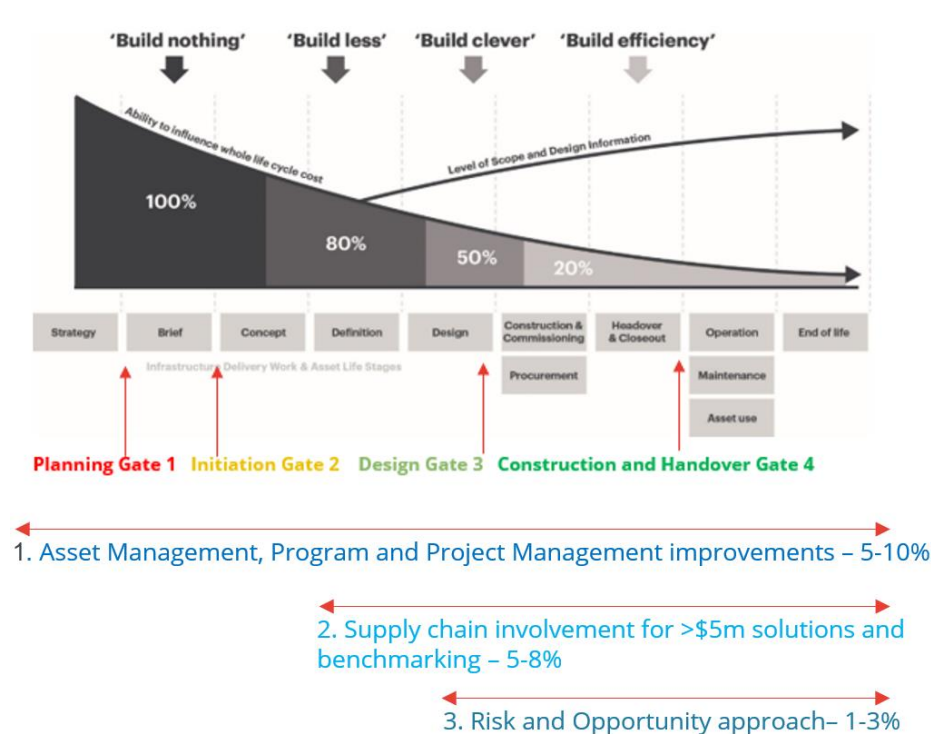 'Build nothing' 'Build less' 'Build clever' 'Build efficiency'
Ability to influence whole life cycle cost
Level of Scope and Design Information
100%
80%
50%
20%
Strategy
Brief
Concept
Definition
Design
Construction &
Commissioning
Headover
& Closeout
Operation
End of life
Infrastructure Delivery Work & Asset Life Stages
Procurement
Maintenance
Asset use
Planning Gate 1 Initiation Gate 2 Design Gate 3 Construction and Handover Gate 4
1. Asset Management, Program and Project Management improvements – 5-10%
2. Supply chain involvement for >$5m solutions and
benchmarking – 5-8%
3. Risk and Opportunity approach– 1-3%